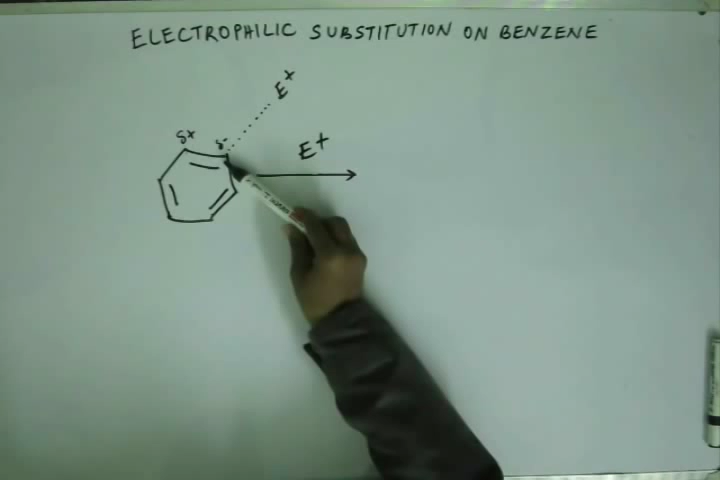 ELECTROPHILIC SUBSTITUTION ON BENZENE
E+
δ+ δ-
E+